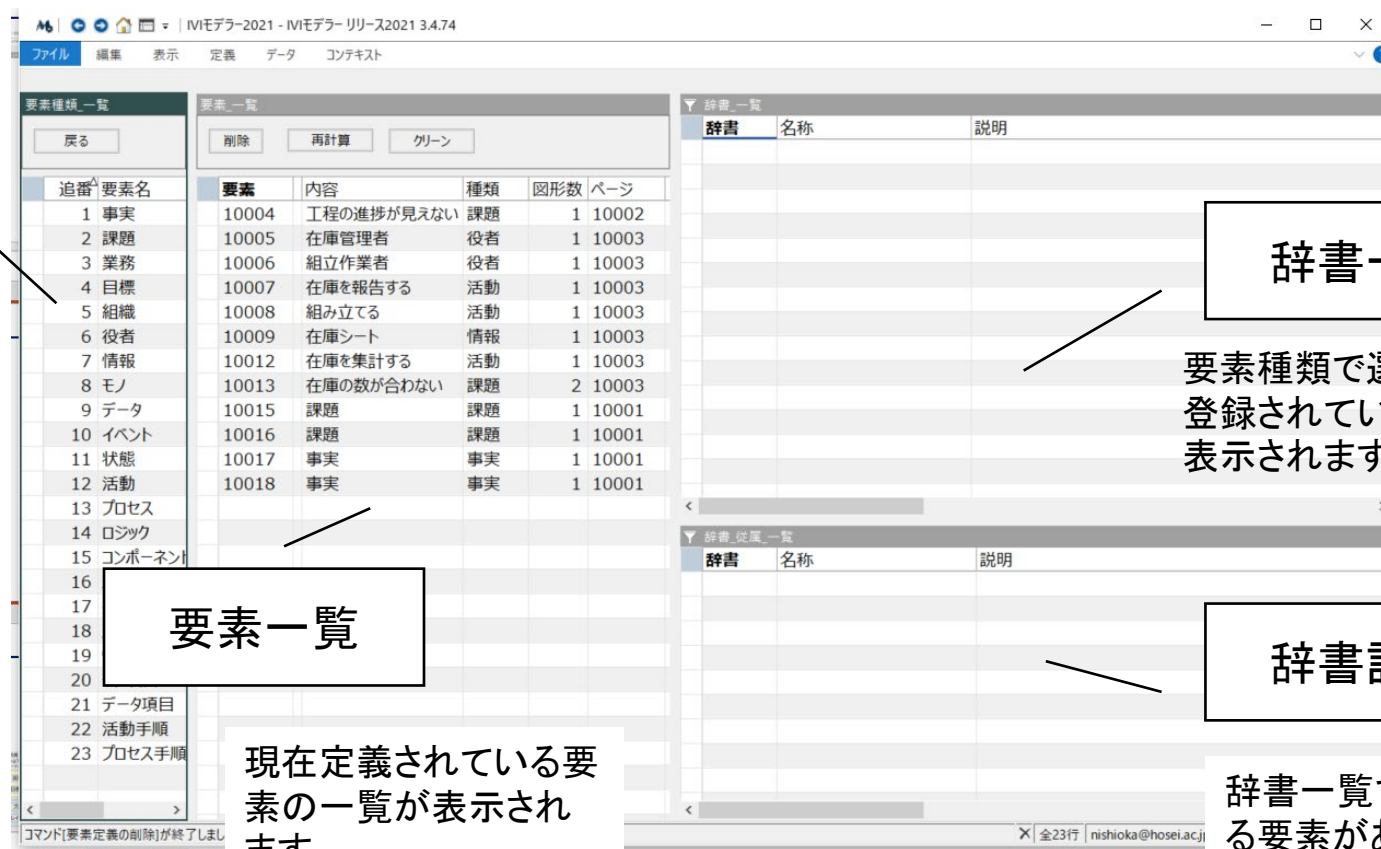 IVIモデラー2021 - IVIモデラー リリース2021 3.4.74
ファイル 編集 表示 定義 データ コンテキスト
要素種類_一覧
戻る
追番 要素名
1 事実
2 課題
3 業務
4 目標
5 組織
6 役者
7 情報
8 モノ
9 データ
10 イベント
11 状態
12 活動
13 プロセス
14 ロジック
15 コンポーネント
16
17
18
19
20
21 データ項目
22 活動手順
23 プロセス手順
要素_一覧
削除 再計算 クリーン
要素 内容 種類 図形数 ページ
10004 工程の進捗が見えない 課題 1 10002
10005 在庫管理者 役者 1 10003
10006 組立作業者 役者 1 10003
10007 在庫を報告する 活動 1 10003
10008 組み立てる 活動 1 10003
10009 在庫シート 情報 1 10003
10012 在庫を集計する 活動 1 10003
10013 在庫の数が合わない 課題 2 10003
10015 課題 課題 1 10001
10016 課題 課題 1 10001
10017 事実 事実 1 10001
10018 事実 事実 1 10001
要素一覧
現在定義されている要
素の一覧が表示され
ます
辞書_一覧
辞書 名称 説明
辞書一
要素種類で選
登録されてい
表示されます
辞書_従属_一覧
辞書 名称 説明
辞書
辞書一覧
る要素があ
コマンド[要素定義の削除]が終了しまし
全23行 nishioka@hosei.ac.j